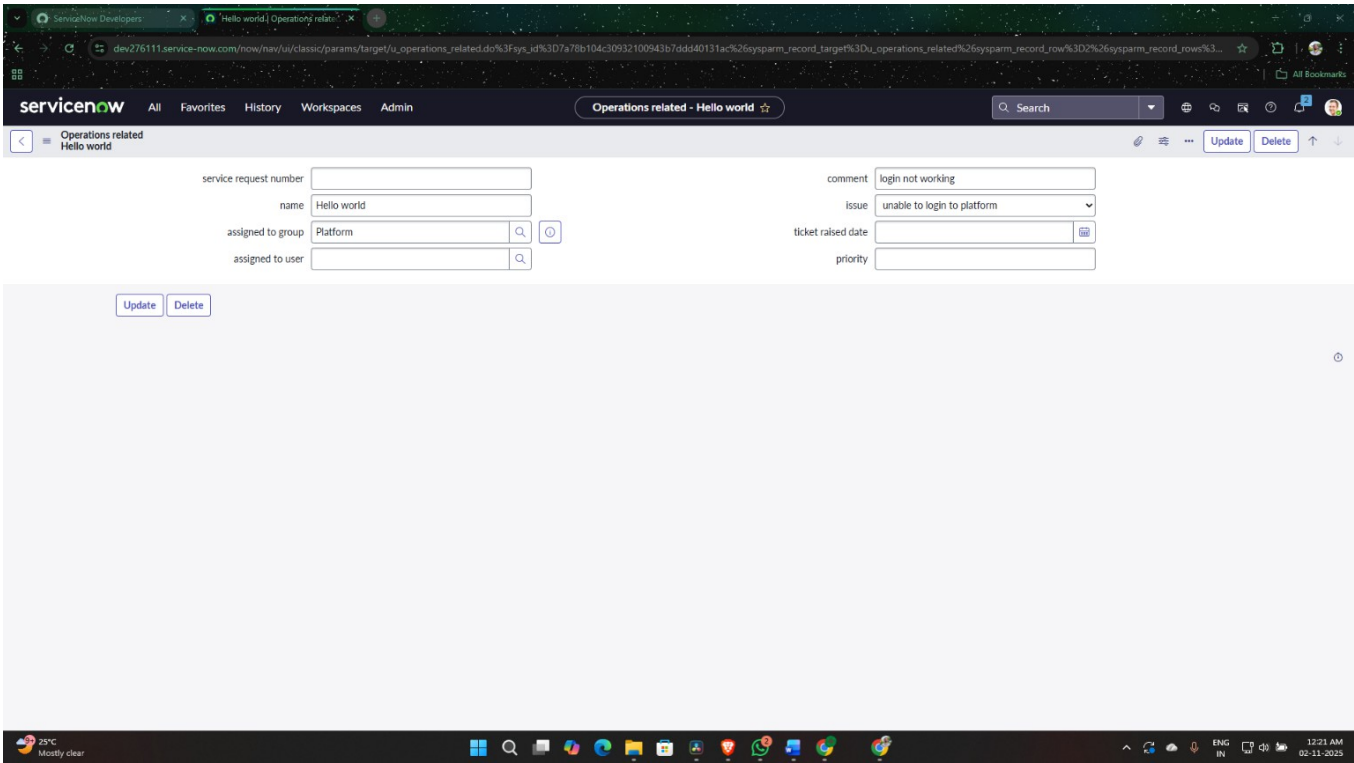 ServiceNow Developers
Hello world | Operations relate
dev276111.service-now.com/now/nav/ui/classic/params/target/u_operations_related.do%3Fsys_id%3D7a78b104c30932100943b7ddd40131ac%26sysparm_record_target%3Du_operations_related%26sysparm_record_row%3D2%26sysparm_record_rows%3...
All Bookmarks
servicenow All Favorites History Workspaces Admin Operations related - Hello world Search 2
Operations related
Hello world
Update Delete
service request number
comment login not working
name Hello world
issue unable to login to platform
assigned to group Platform
ticket raised date
assigned to user
priority
Update Delete
9+ 25°C
Mostly clear
2
ENG
IN
12:21 AM
02-11-2025